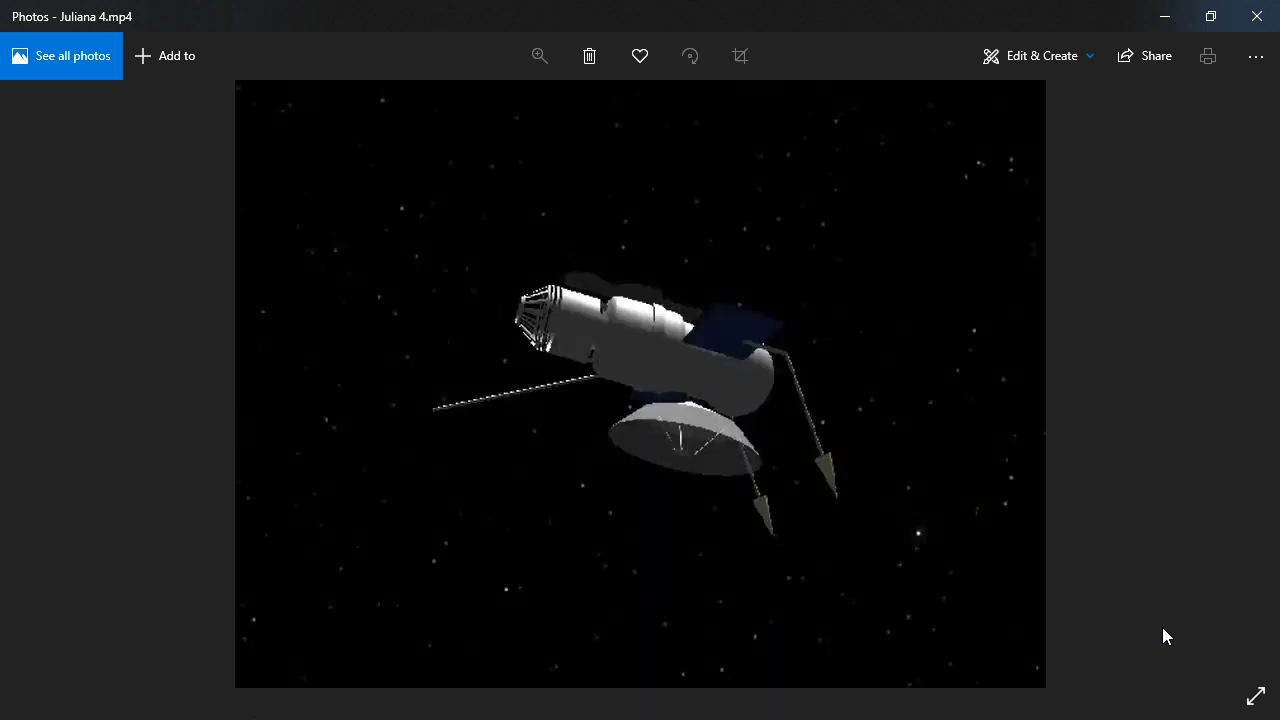 Photos - Juliana 4.mp4
See all photos
Add to
Edit & Create
Share